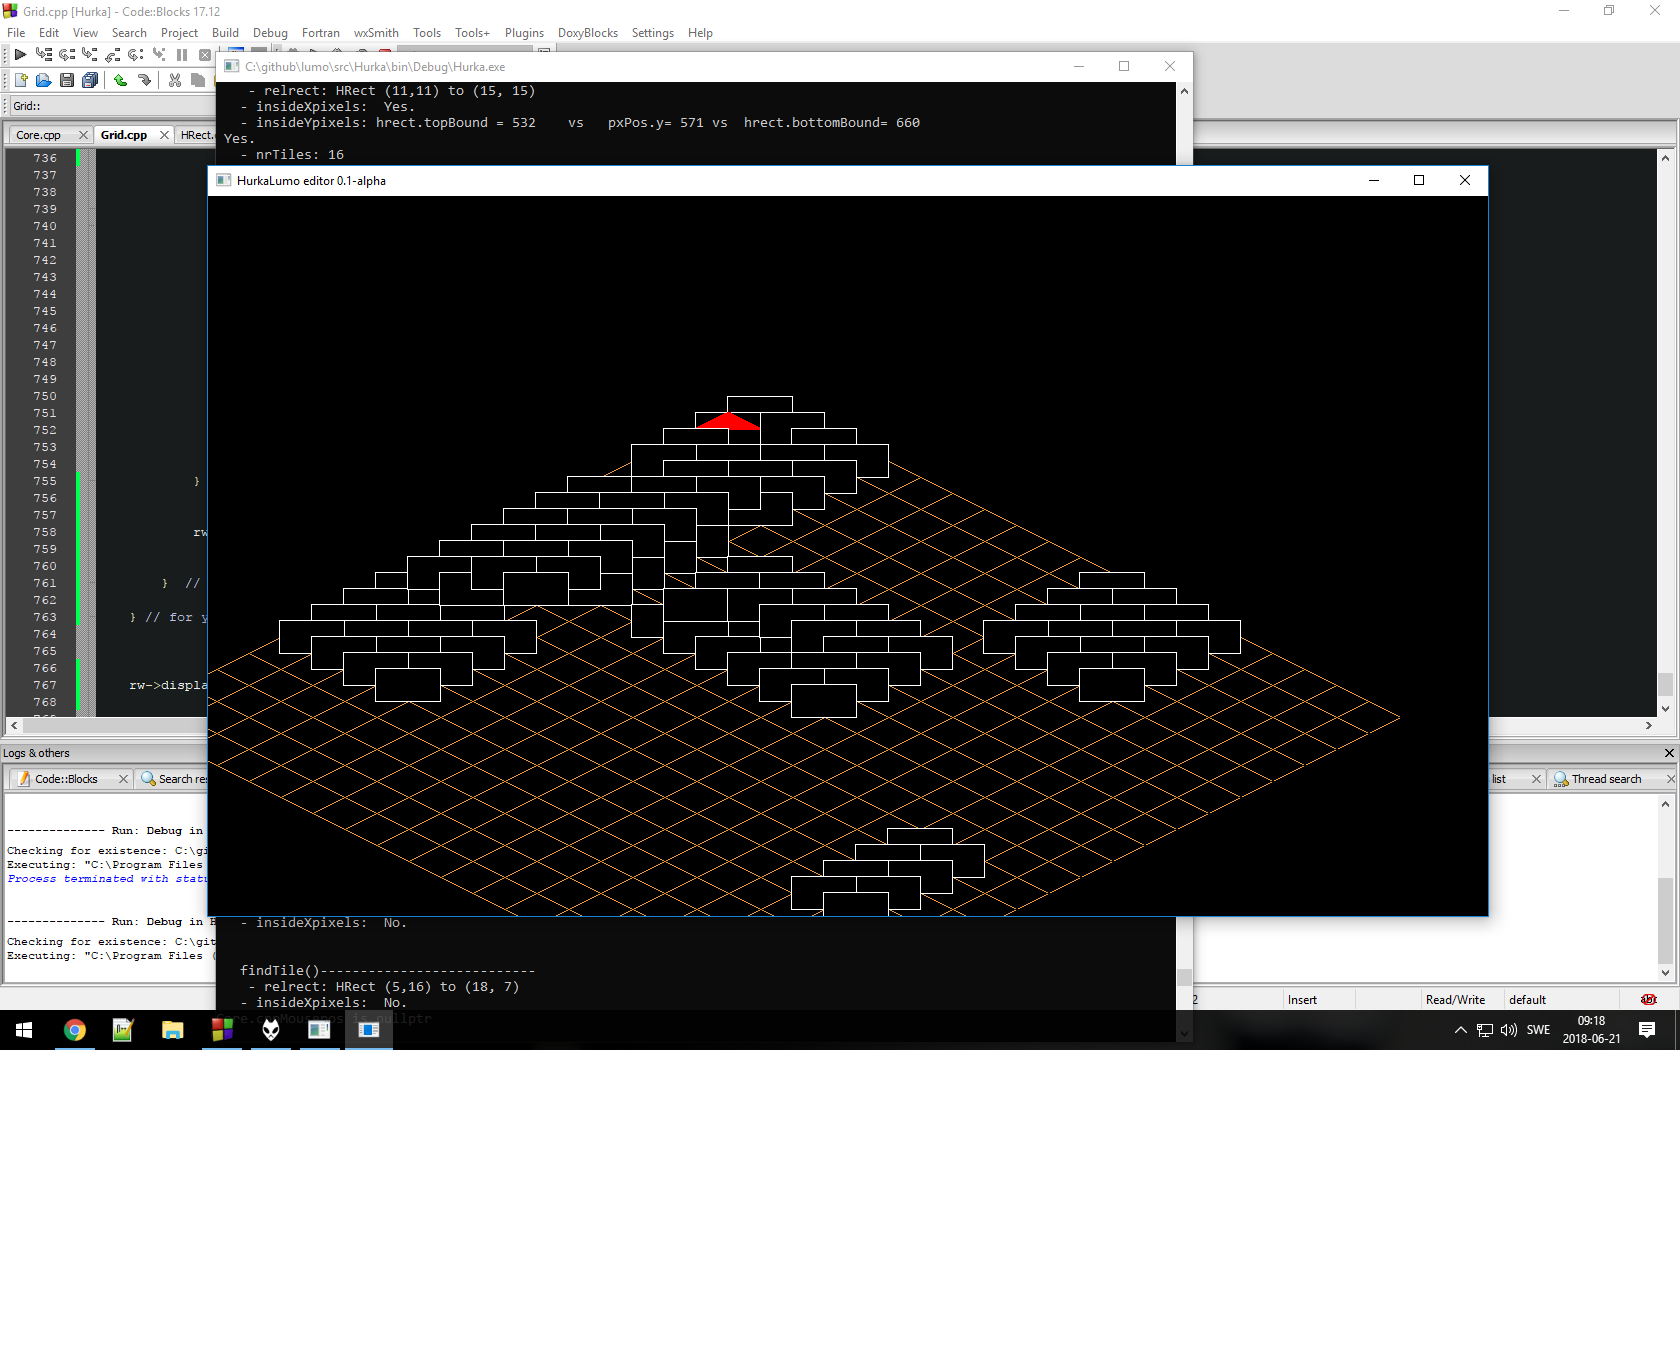 Grid.cpp [Hurka] - Code::Blocks 17.12
File Edit View Search Project Build Debug Fortran wxSmith Tools Tools+ Plugins DoxyBlocks Settings Help
C:\github\lumo\src\Hurka\bin\Debug\Hurka.exe
Grid::
Core.cpp Grid.cpp HRect.
- relrect: HRect (11,11) to (15, 15)
- insideXpixels:  Yes.
- insideYpixels: hrect.topBound = 532    vs   pxPos.y= 571 vs  hrect.bottomBound= 660
Yes.
- nrTiles: 16
HurkaLumo editor 0.1-alpha
736
737
738
739
740
741
742
743
744
745
746
747
748
749
750
751
752
753
754
755 }
756
757
758 rw
759
760
761 } //
762
763 } // for y
764
765
766
767 rw->displa
768
Logs & others
Code::Blocks Search res list Thread search
-------------- Run: Debug in
Checking for existence: C:\gi
Executing: "C:\Program Files
Process terminated with statu
-------------- Run: Debug in H
Checking for existence: C:\git
Executing: "C:\Program Files (
- insideXpixels:  No.
findTile()---------------------------
- relrect: HRect (5,16) to (18, 7)
- insideXpixels:  No.
Core.cppMousepos is nullptr
2 Insert Read/Write default
SWE
09:18
2018-06-21